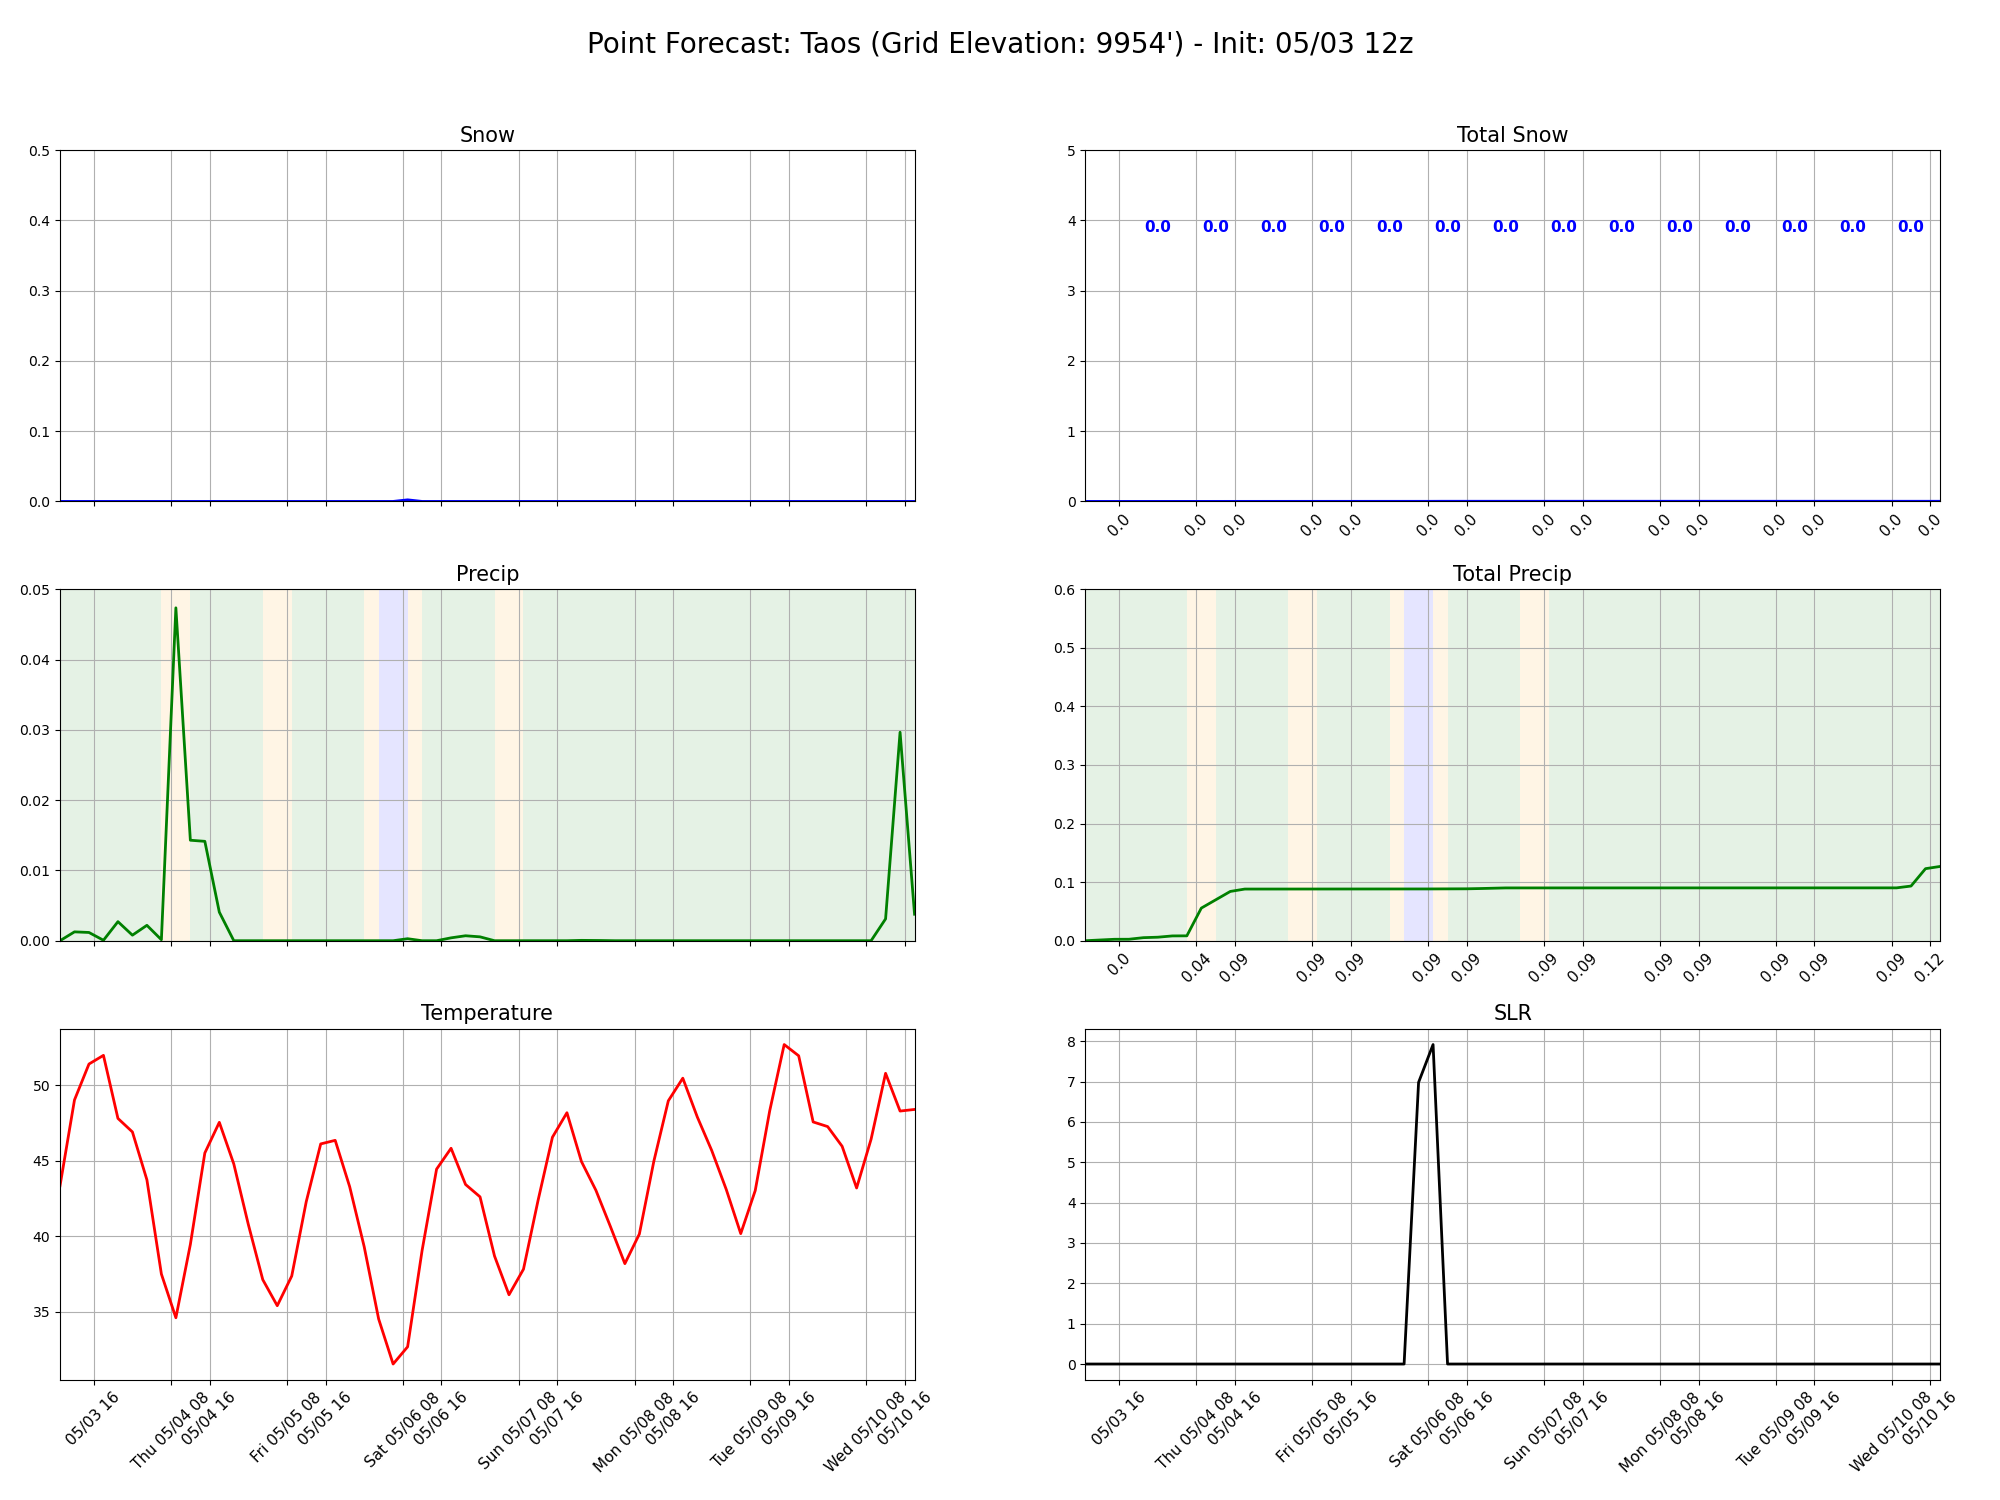 Point Forecast: Taos (Grid Elevation: 9954') - Init: 05/03 12z
Snow
0.5
0.4
0.3
0.2
0.1
0.0
Total Snow
5
4
3
2
1
0
0.0 0.0 0.0 0.0 0.0 0.0 0.0 0.0 0.0 0.0 0.0 0.0 0.0 0.0
0.0 0.0 0.0 0.0 0.0 0.0 0.0 0.0 0.0 0.0 0.0 0.0 0.0 0.0 0.0
Precip
0.05
0.04
0.03
0.02
0.01
0.00
Total Precip
0.6
0.5
0.4
0.3
0.2
0.1
0.0
0.0 0.04 0.09 0.09 0.09 0.09 0.09 0.09 0.09 0.09 0.09 0.09 0.09 0.09 0.12
Temperature
50
45
40
35
05/03 16
Thu 05/04 08
05/04 16
Fri 05/05 08
05/05 16
Sat 05/06 08
05/06 16
Sun 05/07 08
05/07 16
Mon 05/08 08
05/08 16
Tue 05/09 08
05/09 16
Wed 05/10 08
05/10 16
SLR
8
7
6
5
4
3
2
1
0
05/03 16
Thu 05/04 08
05/04 16
Fri 05/05 08
05/05 16
Sat 05/06 08
05/06 16
Sun 05/07 08
05/07 16
Mon 05/08 08
05/08 16
Tue 05/09 08
05/09 16
Wed 05/10 08
05/10 16